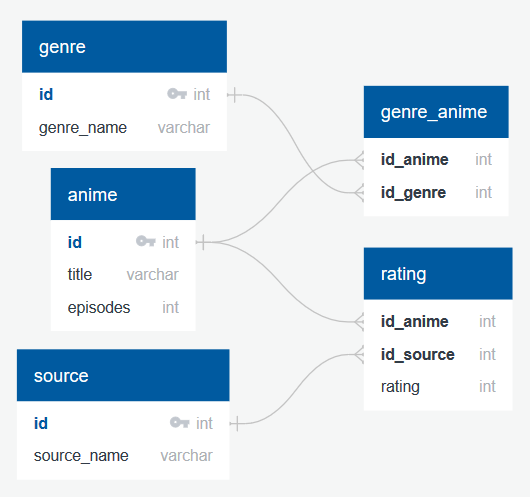 genre
id int
genre_name varchar
anime
id int
title varchar
episodes int
source
id int
source_name varchar
genre_anime
id_anime int
id_genre int
rating
id_anime int
id_source int
rating int